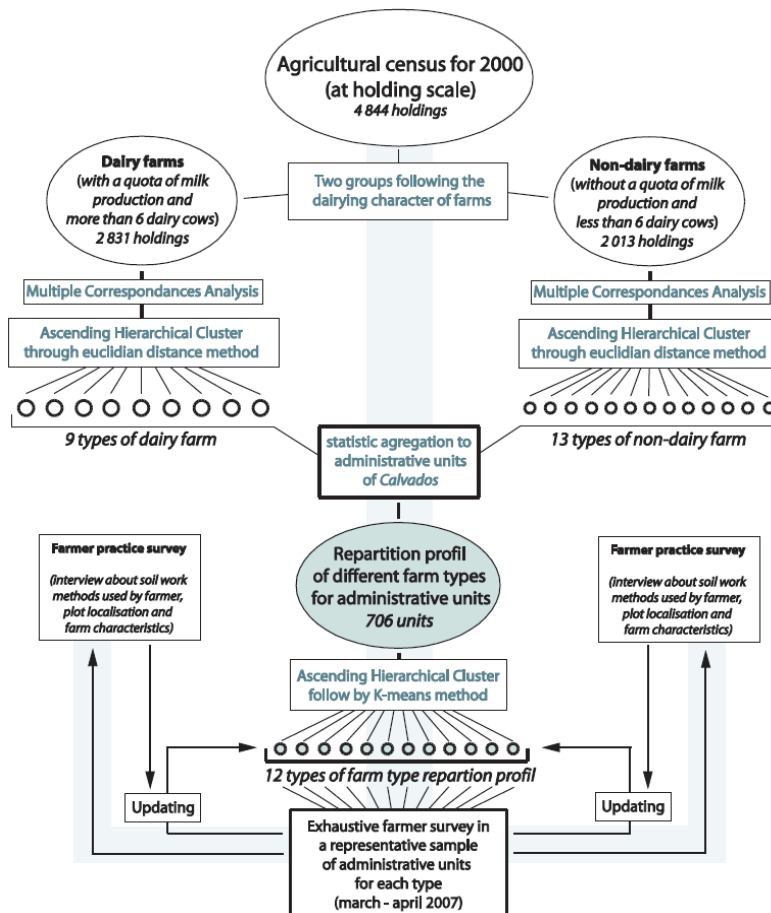 Agricultural census for 2000
(at holding scale)
4 844 holdings
Dairy farms
(with a quota of milk
production and
more than 6 dairy cows)
2 831 holdings
Two groups following the
dairying character of farms
Non-dairy farms
(without a quota of milk
production and
less than 6 dairy cows)
2 013 holdings
Multiple Correspondances Analysis
Multiple Correspondances Analysis
Ascending Hierarchical Cluster
through euclidian distance method
Ascending Hierarchical Cluster
through euclidian distance method
9 types of dairy farm
13 types of non-dairy farm
statistic agregation to
administrative units
of Calvados
Farmer practice survey
(interview about soil work
methods used by farmer,
plot localisation and
farm characteristics)
Repartition profil
of different farm types
for administrative units
706 units
Farmer practice survey
(interview about soil work
methods used by farmer,
plot localisation and
farm characteristics)
Ascending Hierarchical Cluster
follow by K-means method
12 types of farm type repartion profil
Updating
Updating
Exhaustive farmer survey in
a representative sample
of administrative units
for each type
(march - april 2007)